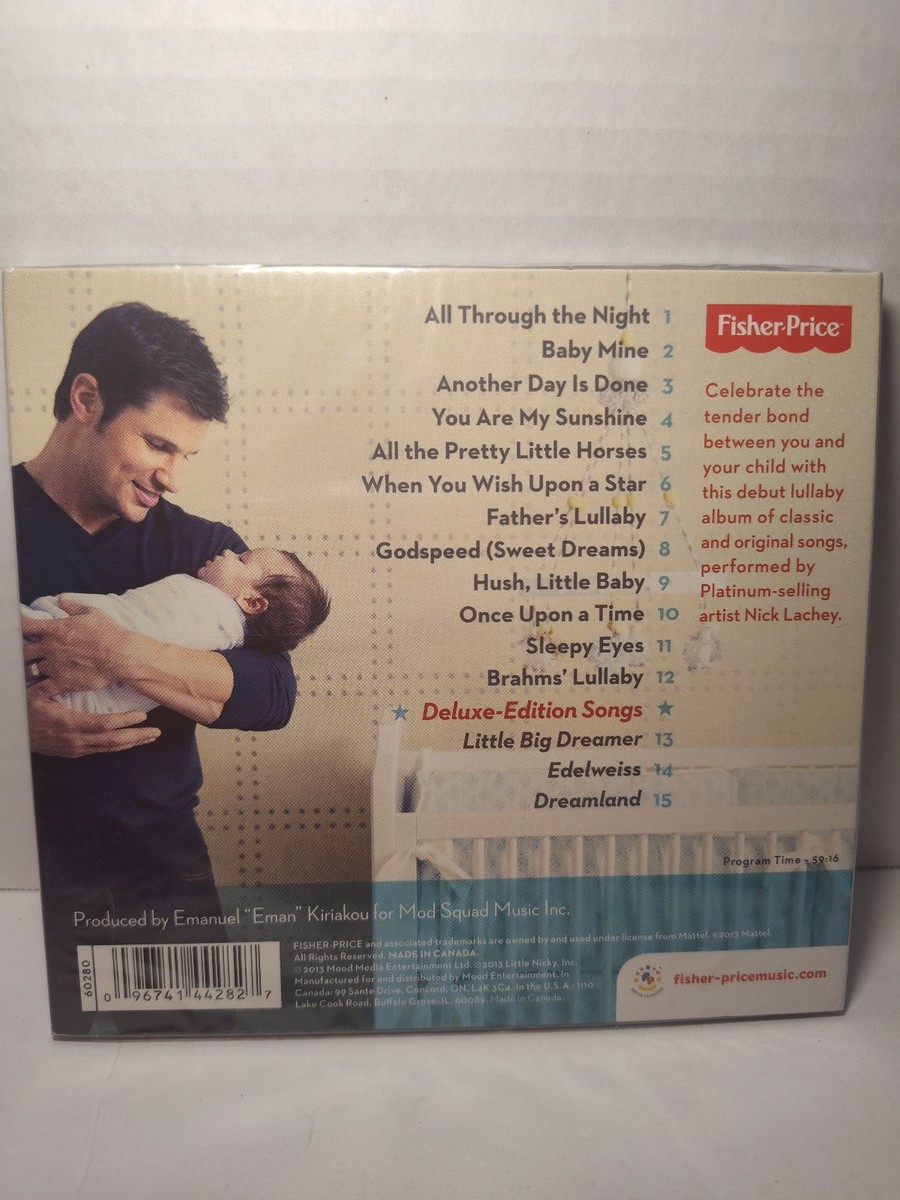 All Through the Night 1
Baby Mine 2
Another Day Is Done 3
You Are My Sunshine 4
All the Pretty Little Horses 5
When You Wish Upon a Star 6
Father's Lullaby 7
Godspeed (Sweet Dreams) 8
Hush, Little Baby 9
Once Upon a Time 10
Sleepy Eyes 11
Brahms' Lullaby 12
★ Deluxe-Edition Songs ★
Little Big Dreamer 13
Edelweiss 14
Dreamland 15
Fisher-Price
Celebrate the
tender bond
between you and
your child with
this debut lullaby
album of classic
and original songs,
performed by
Platinum-selling
artist Nick Lachey.
Program Time – 59:16
Produced by Emanuel "Eman" Kiriakou for Mod Squad Music Inc.
60280
0 96741 44282 7
FISHER-PRICE and associated trademarks are owned by and used under license from Mattel. ©2013 Mattel.
All Rights Reserved. MADE IN CANADA.
© 2013 Mood Media Entertainment Ltd. ℗2013 Little Nicky, Inc.
Manufactured for and distributed by Mood Entertainment. In
Canada: 99 Sante Drive, Concord, ON, L4K 3C4. In the U.S.A.: 1110
Lake Cook Road, Buffalo Grove, IL, 60089. Made in Canada.
fisher-pricemusic.com